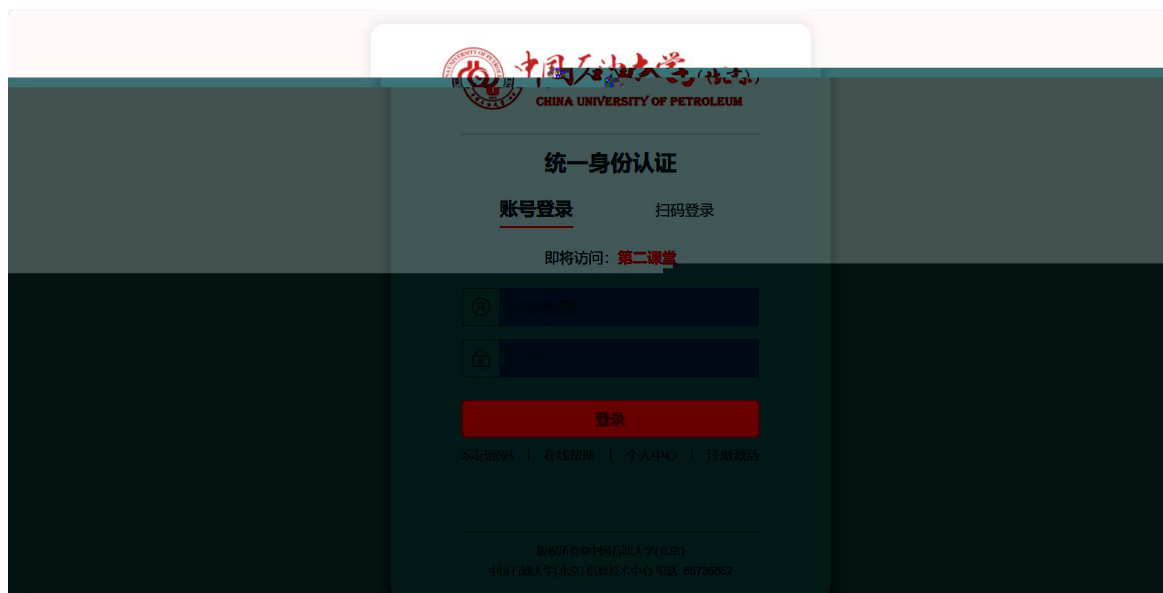 中国石油大学(北京)
CHINA UNIVERSITY OF PETROLEUM
统一身份认证
账号登录 扫码登录
即将访问：第二课堂
登录
忘记密码 | 在线帮助 | 个人中心 | 注册激活
版权所有@中国石油大学(北京)
中国石油大学(北京) 信息技术中心 电话: 89736862